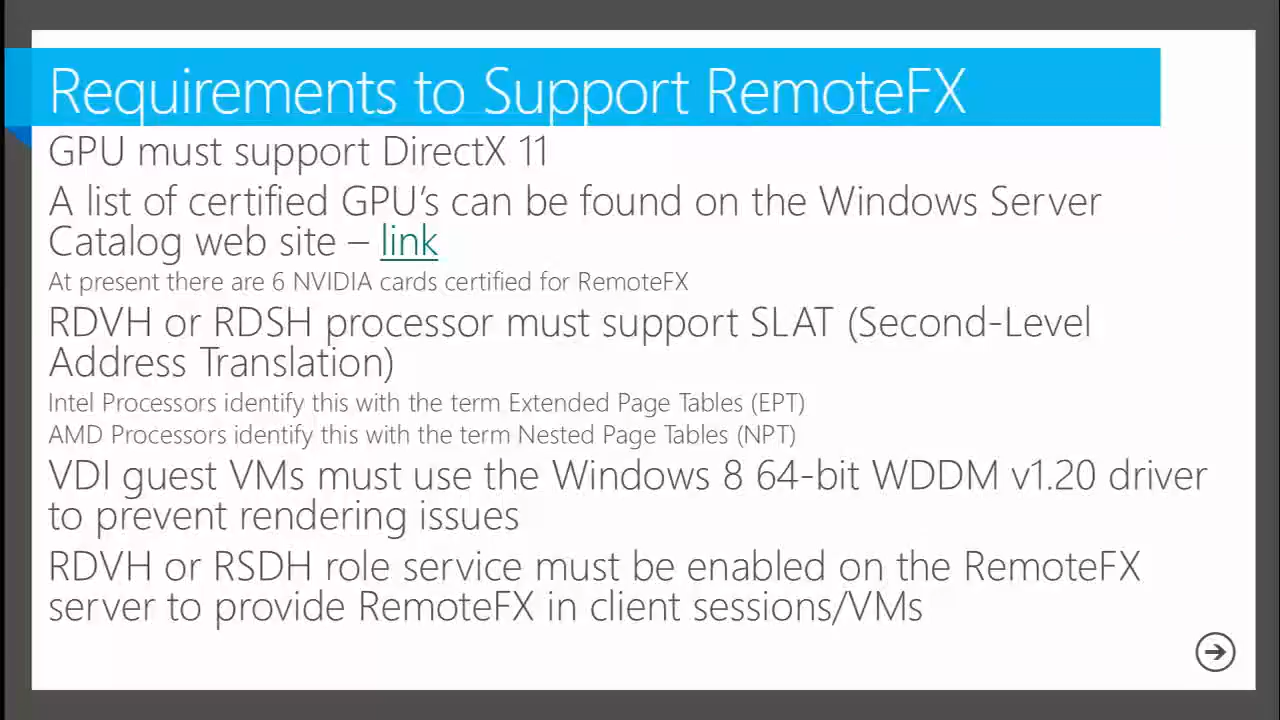 Requirements to Support RemoteFX
GPU must support DirectX 11
A list of certified GPU's can be found on the Windows Server
Catalog web site – link
At present there are 6 NVIDIA cards certified for RemoteFX
RDVH or RDSH processor must support SLAT (Second-Level
Address Translation)
Intel Processors identify this with the term Extended Page Tables (EPT)
AMD Processors identify this with the term Nested Page Tables (NPT)
VDI guest VMs must use the Windows 8 64-bit WDDM v1.20 driver
to prevent rendering issues
RDVH or RSDH role service must be enabled on the RemoteFX
server to provide RemoteFX in client sessions/VMs